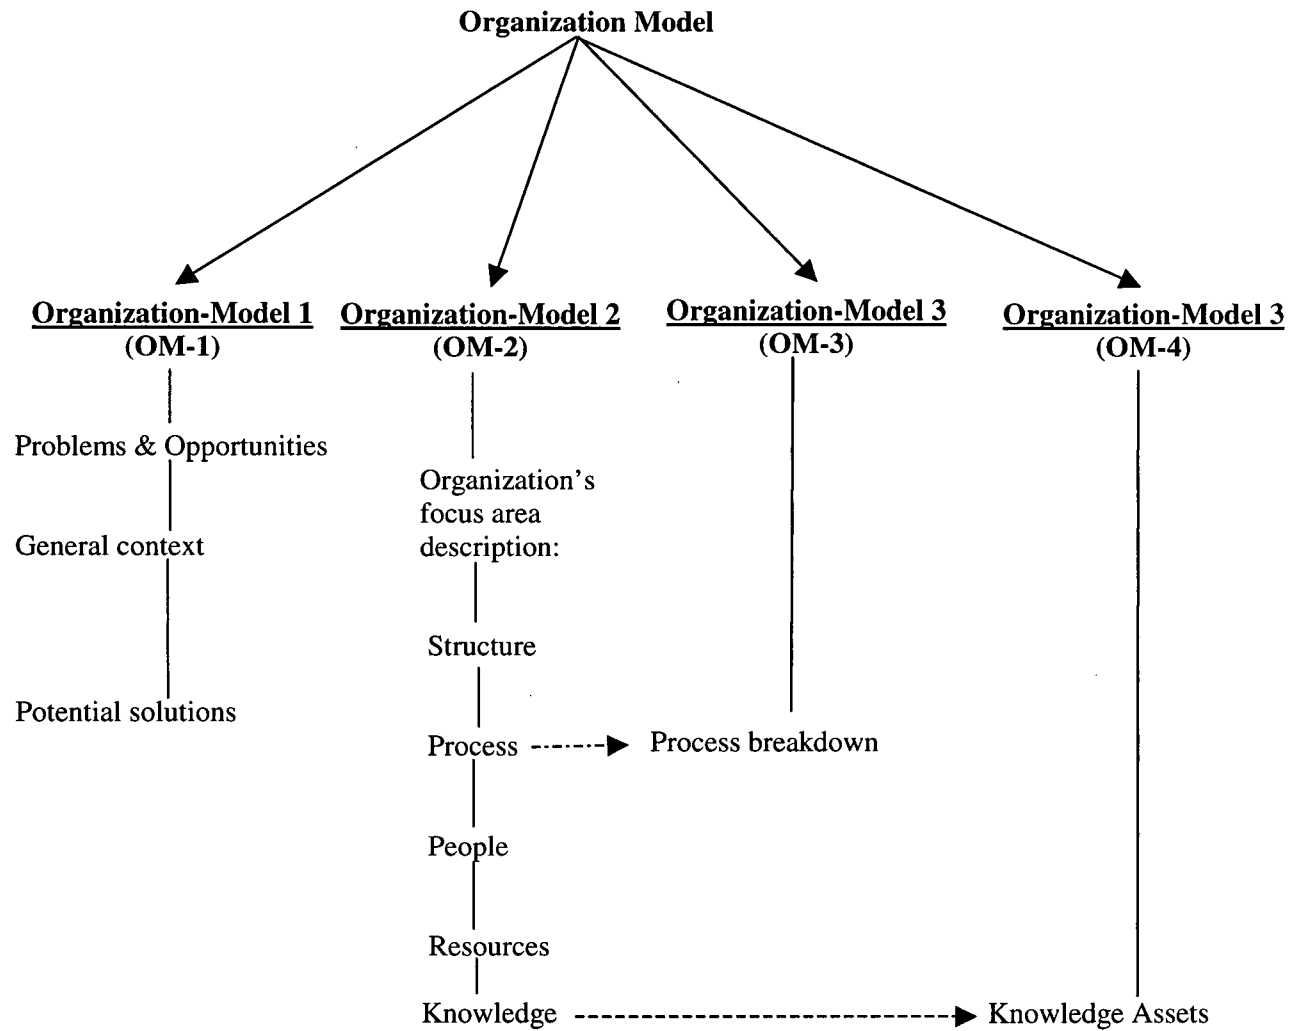 Organization Model
Organization-Model 1
(OM-1)
Problems & Opportunities
General context
Potential solutions
Organization-Model 2
(OM-2)
Organization's
focus area
description:
Structure
Process
People
Resources
Knowledge
Organization-Model 3
(OM-3)
Process breakdown
Organization-Model 3
(OM-4)
Knowledge Assets